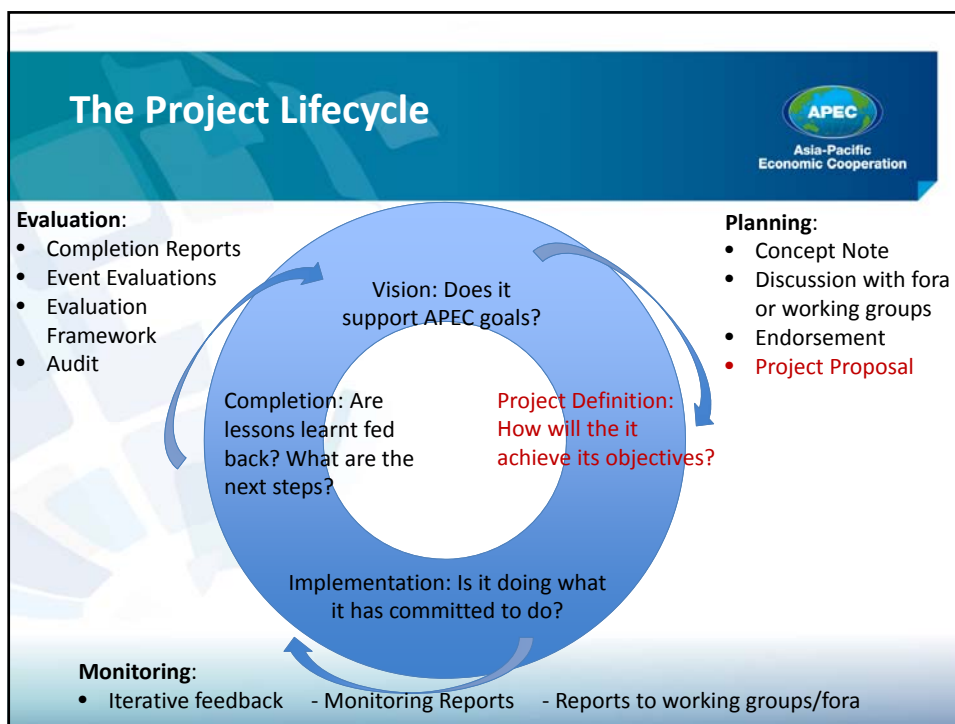 The Project Lifecycle
APEC
Asia-Pacific
Economic Cooperation
Evaluation:
• Completion Reports
• Event Evaluations
• Evaluation
Framework
• Audit
Planning:
• Concept Note
• Discussion with fora
or working groups
• Endorsement
• Project Proposal
Vision: Does it
support APEC goals?
Completion: Are
lessons learnt fed
back? What are the
next steps?
Project Definition:
How will the it
achieve its objectives?
Implementation: Is it doing what
it has committed to do?
Monitoring:
• Iterative feedback - Monitoring Reports - Reports to working groups/fora